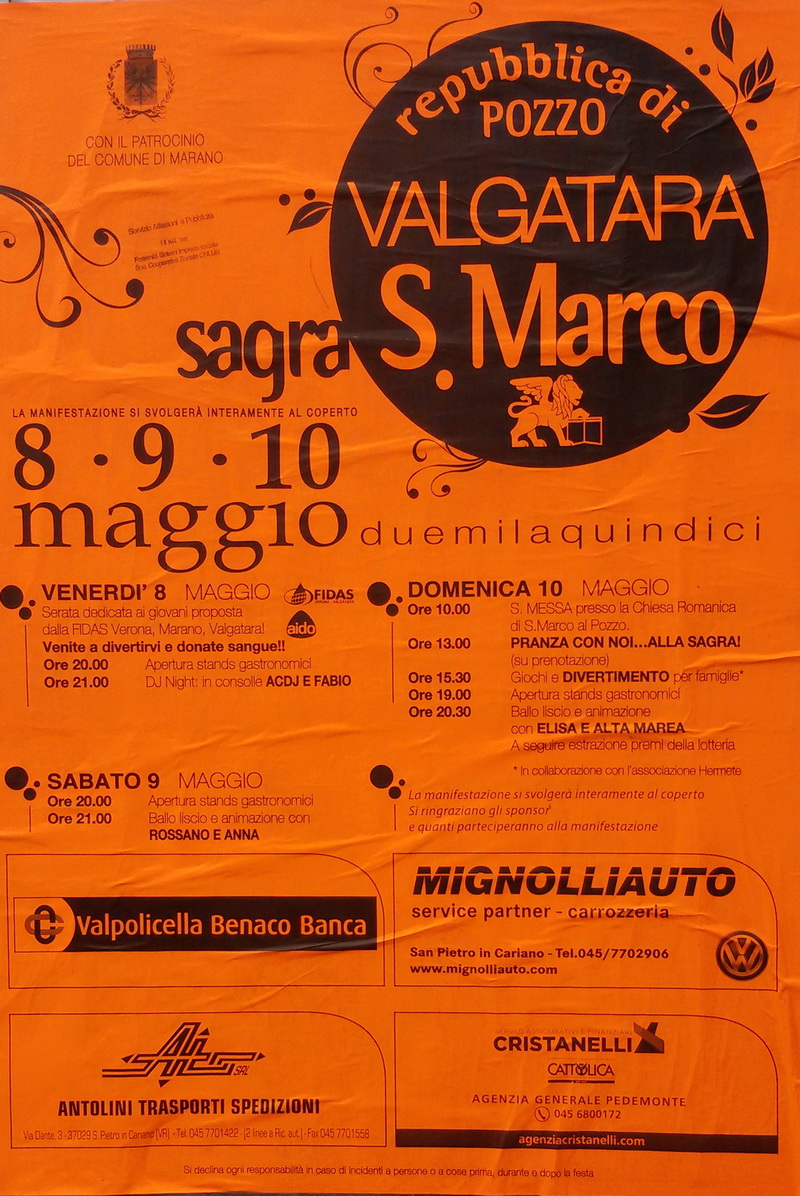 CON IL PATROCINIO
DEL COMUNE DI MARANO
repubblica di
POZZO
VALGATARA
S. Marco
Servizio Affissioni e Pubblicità
sagra
LA MANIFESTAZIONE SI SVOLGERÀ INTERAMENTE AL COPERTO
8 · 9 · 10
maggio duemilaquindici
VENERDI' 8 MAGGIO
FIDAS
VERONA - VALGATARA
aido
Serata dedicata ai giovani proposta
dalla FIDAS Verona, Marano, Valgatara!
Venite a divertirvi e donate sangue!!
Ore 20.00 Apertura stands gastronomici
Ore 21.00 DJ Night: in consolle ACDJ E FABIO
SABATO 9 MAGGIO
Ore 20.00 Apertura stands gastronomici
Ore 21.00 Ballo liscio e animazione con
ROSSANO E ANNA
DOMENICA 10 MAGGIO
Ore 10.00 S. MESSA presso la Chiesa Romanica
di S.Marco al Pozzo.
Ore 13.00 PRANZA CON NOI...ALLA SAGRA!
(su prenotazione)
Ore 15.30 Giochi e DIVERTIMENTO per famiglie*
Ore 19.00 Apertura stands gastronomici
Ore 20.30 Ballo liscio e animazione
con ELISA E ALTA MAREA
A seguire estrazione premi della lotteria
* In collaborazione con l'associazione Hermete
La manifestazione si svolgerà interamente al coperto
Si ringraziano gli sponsor
e quanti parteciperanno alla manifestazione
Valpolicella Benaco Banca
MIGNOLLIAUTO
service partner - carrozzeria
San Pietro in Cariano - Tel.045/7702906
www.mignolliauto.com
SRL
ANTOLINI TRASPORTI SPEDIZIONI
Via Dante, 3 - 37029 S. Pietro in Cariano (VR) - Tel. 045 7701422 - (2 linee a Ric. aut.) - Fax 045 7701558
SERVIZI ASSICURATIVI E FINANZIARI
CRISTANELLI
CATTOLICA
AGENZIA GENERALE PEDEMONTE
045 6800172
agenziacristanelli.com
Si declina ogni responsabilità in caso di incidenti a persone o a cose prima, durante e dopo la festa